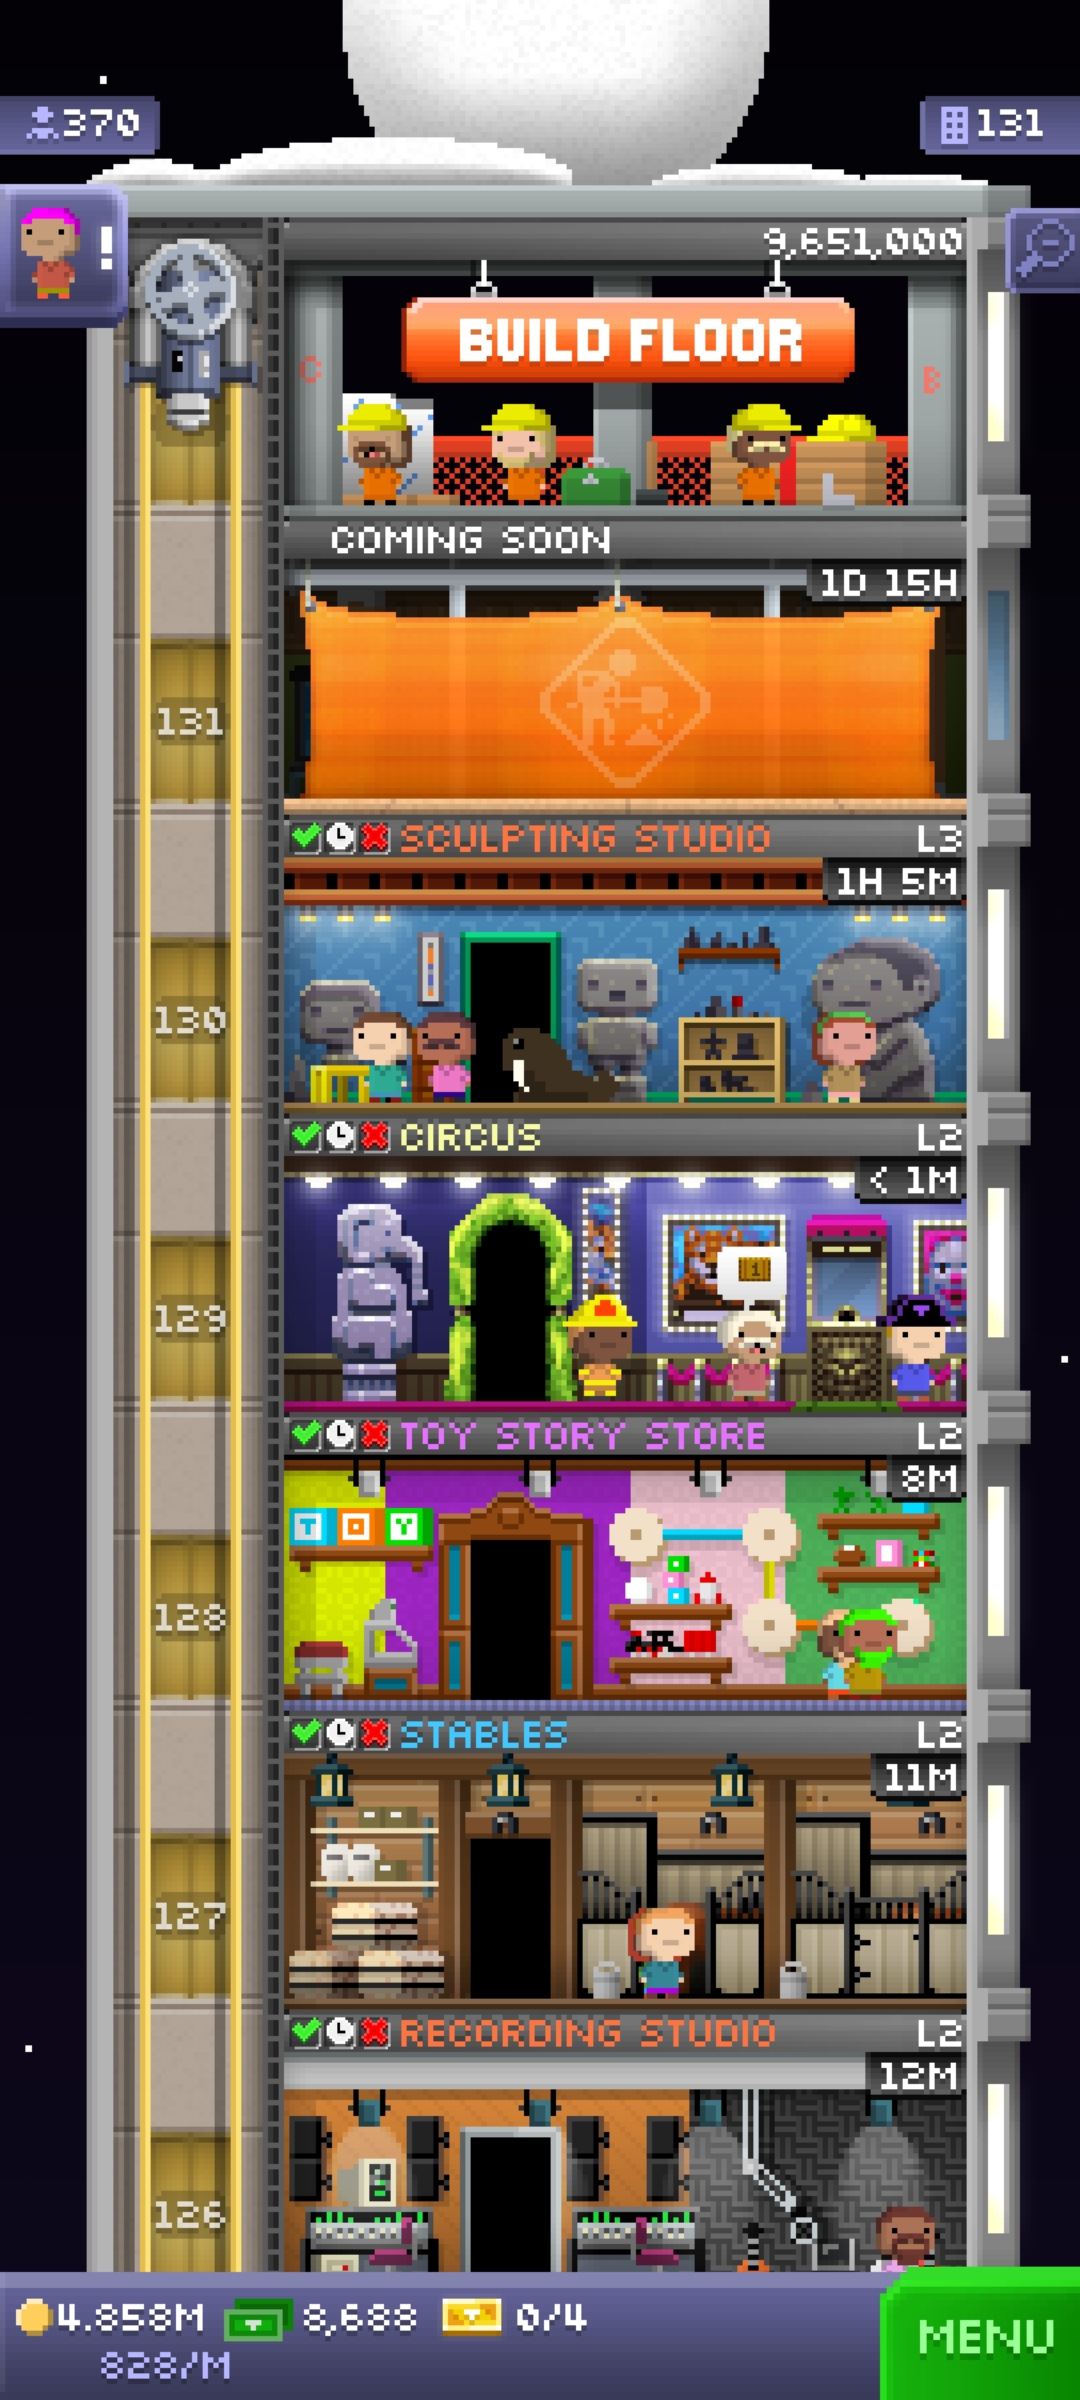 370
131
!
9,651,000
BUILD FLOOR
C
B
L
COMING SOON
1D 15H
131
SCULPTING STUDIO L3
1H 5M
130
CIRCUS L2
< 1M
1
129
TOY STORY STORE L2
8M
TOY
128
STABLES L2
11M
127
RECORDING STUDIO L2
12M
126
4.858M 8,688 0/4
828/M
MENU